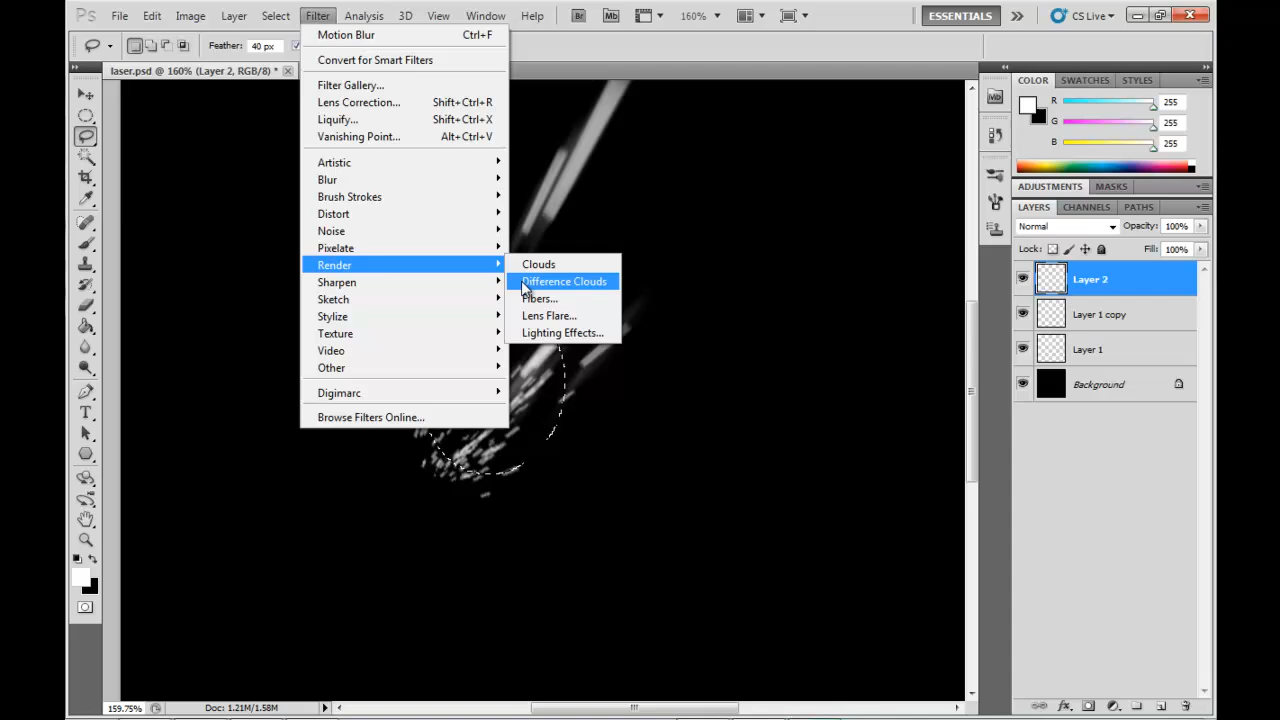 Ps File Edit Image Layer Select Filter Analysis 3D View Window Help Br Mb 160% ESSENTIALS CS Live
Feather: 40 px
laser.psd @ 160% (Layer 2, RGB/8) *
Motion Blur Ctrl+F
Convert for Smart Filters
Filter Gallery...
Lens Correction... Shift+Ctrl+R
Liquify... Shift+Ctrl+X
Vanishing Point... Alt+Ctrl+V
Artistic
Blur
Brush Strokes
Distort
Noise
Pixelate
Render
Sharpen
Sketch
Stylize
Texture
Video
Other
Digimarc
Browse Filters Online...
Clouds
Difference Clouds
Fibers...
Lens Flare...
Lighting Effects...
Mb
COLOR SWATCHES STYLES
R 255
G 255
B 255
ADJUSTMENTS MASKS
LAYERS CHANNELS PATHS
Normal Opacity: 100%
Lock: Fill: 100%
Layer 2
Layer 1 copy
Layer 1
Background
T
fx
159.75% Doc: 1.21M/1.58M